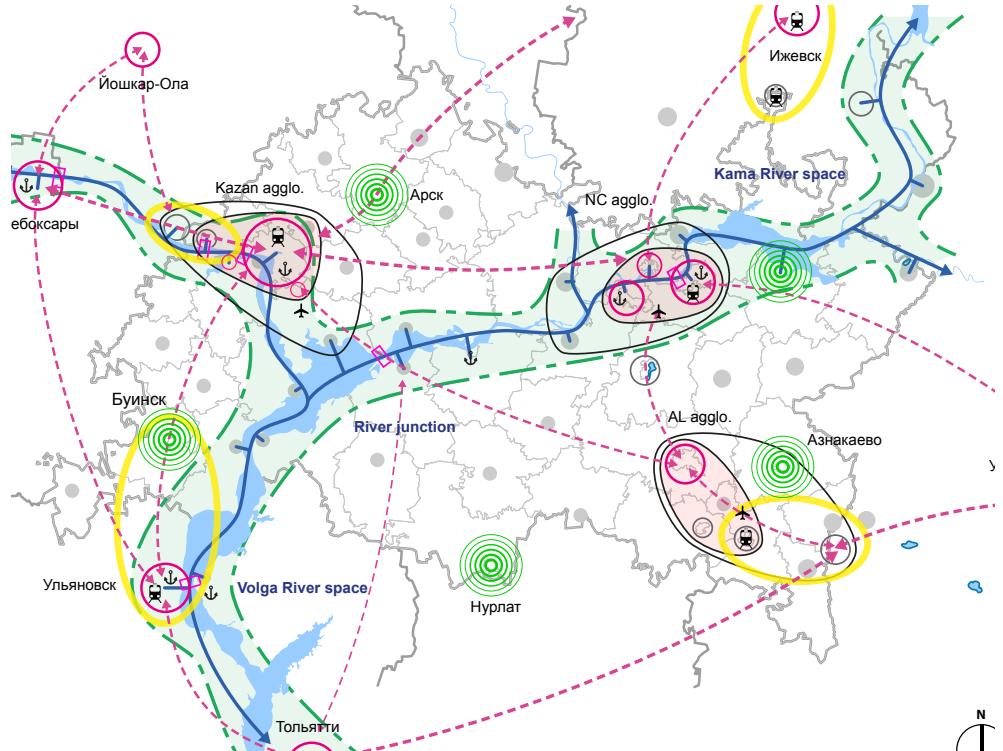 Йошкар-Ола
Ижевск
Kazan agglo.
Арск
Kama River space
NC agglo.
ебоксары
Буинск
River junction
AL agglo.
Азнакаево
У
Ульяновск
Volga River space
Нурлат
Тольятти
N